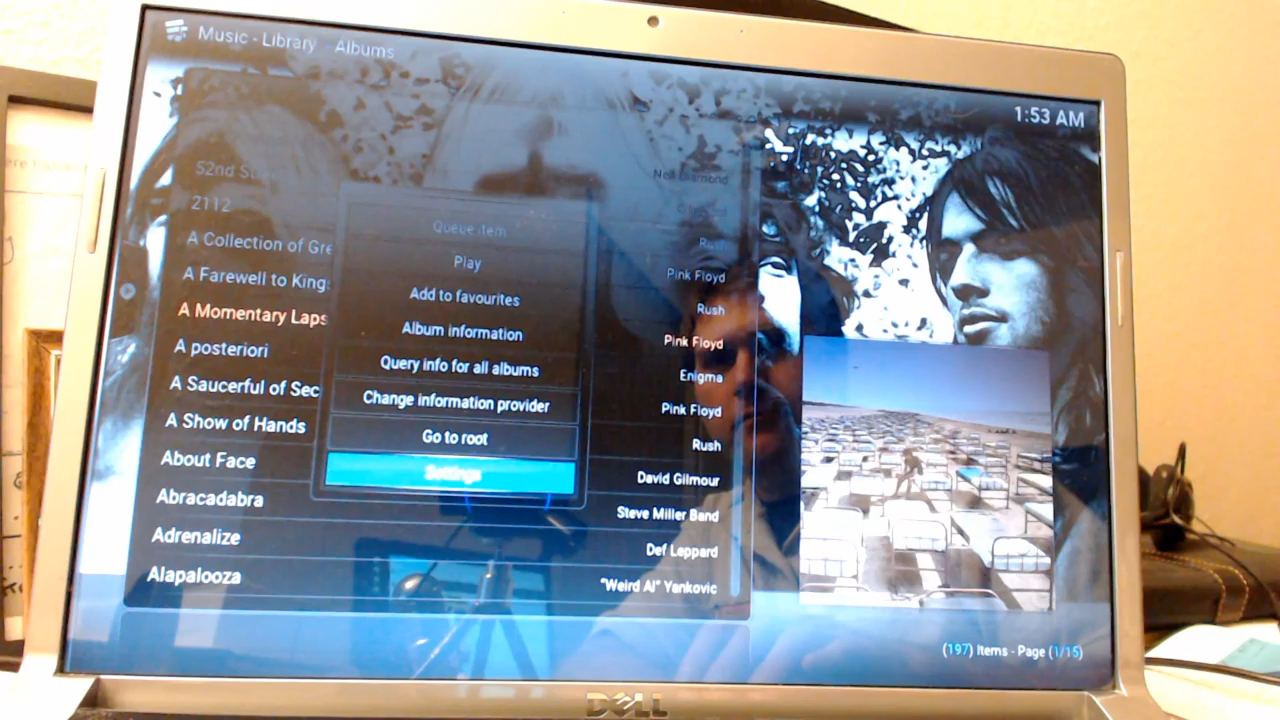 Music - Library - Albums
1:53 AM
52nd Neil Diamond
2112
A Collection of Gre Rush
A Farewell to Kings Pink Floyd
A Momentary Laps Rush
A posteriori Pink Floyd
A Saucerful of Sec Enigma
A Show of Hands Pink Floyd
About Face Rush
Abracadabra David Gilmour
Adrenalize Steve Miller Band
Alapalooza Def Leppard
"Weird Al" Yankovic
Queue item
Play
Add to favourites
Album information
Query info for all albums
Change information provider
Go to root
Settings
(197) Items - Page (1/15)
DELL